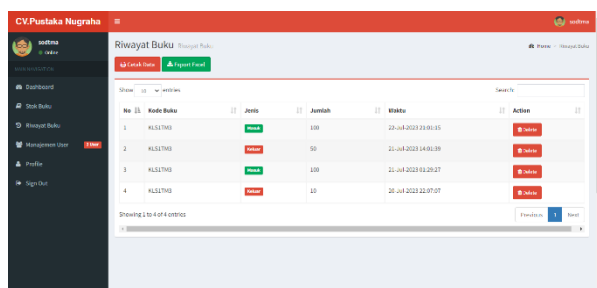 CV.Pustaka Nugraha
sodtma
sodtma
Online
Riwayat Buku Riwayat Buku
Home > Riwayat Buku
Cetak Data
Export Excel
MAIN NAVIGATION
Dashboard
Stok Buku
Riwayat Buku
Manajemen User
Profile
Sign Out
Show 10 entries
Search:
No Kode Buku Jenis Jumlah Waktu Action
1 KLS1TM3 Masuk 100 22-Jul-2023 21:01:15 Delete
2 KLS1TM3 Keluar 50 21-Jul-2023 14:01:39 Delete
3 KLS1TM3 Masuk 100 21-Jul-2023 01:29:27 Delete
4 KLS1TM3 Keluar 10 20-Jul-2023 22:07:07 Delete
Showing 1 to 4 of 4 entries
Previous 1 Next